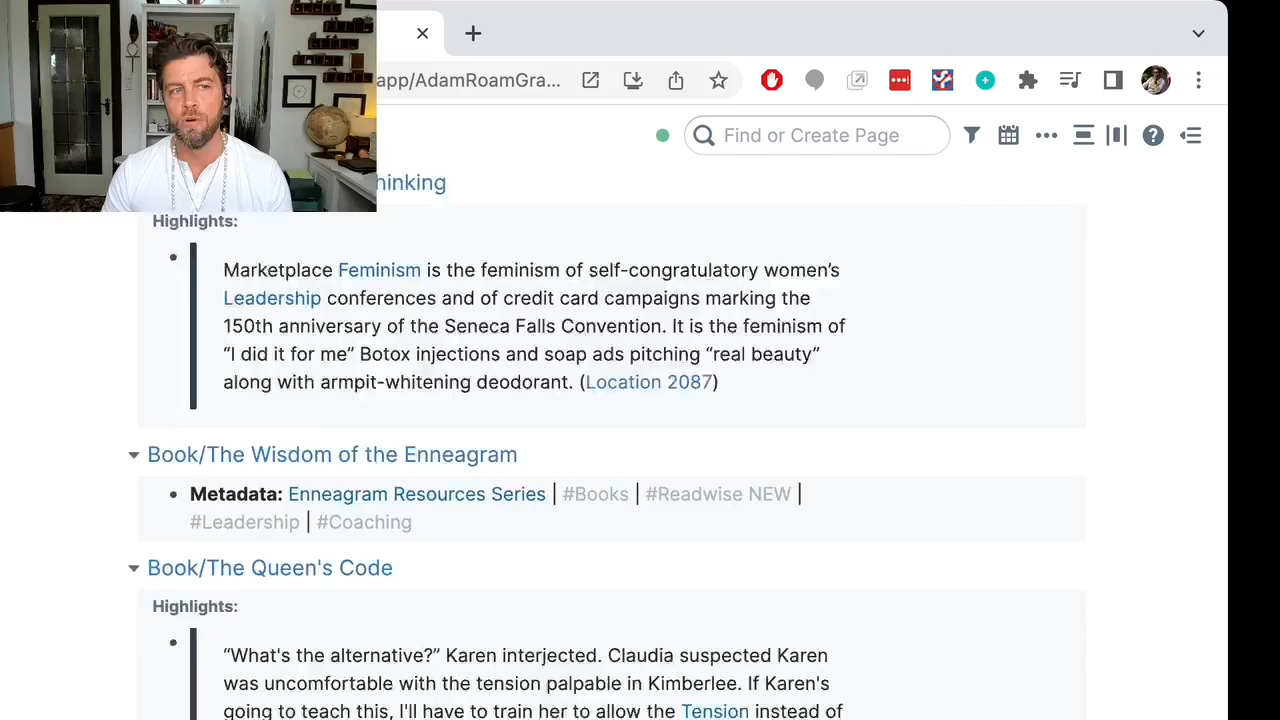 app/AdamRoamGra...
Find or Create Page
hinking
Highlights:
Marketplace Feminism is the feminism of self-congratulatory women’s
Leadership conferences and of credit card campaigns marking the
150th anniversary of the Seneca Falls Convention. It is the feminism of
“I did it for me” Botox injections and soap ads pitching “real beauty”
along with armpit-whitening deodorant. (Location 2087)
Book/The Wisdom of the Enneagram
Metadata: Enneagram Resources Series | #Books | #Readwise NEW |
#Leadership | #Coaching
Book/The Queen's Code
Highlights:
“What's the alternative?” Karen interjected. Claudia suspected Karen
was uncomfortable with the tension palpable in Kimberlee. If Karen's
going to teach this, I'll have to train her to allow the Tension instead of